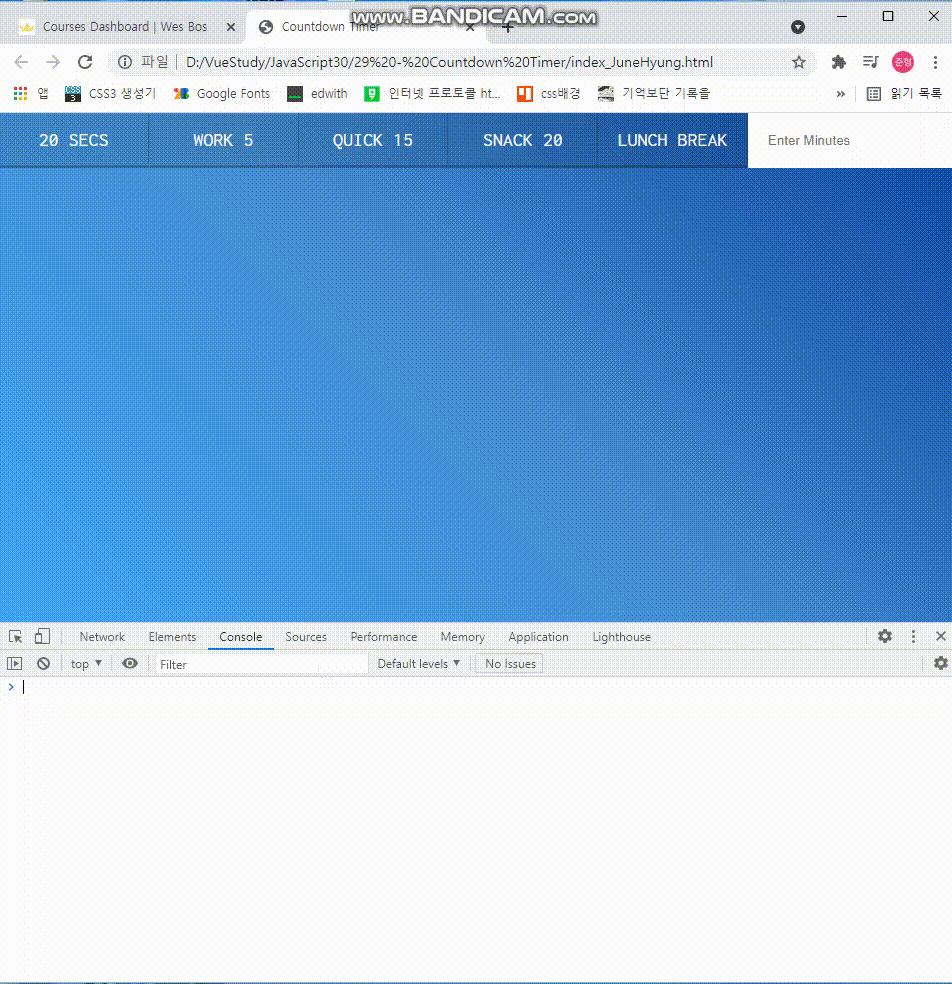 www.BANDICAM.com
Courses Dashboard | Wes Bos
Countdown Timer
파일 D:/VueStudy/JavaScript30/29%20-%20Countdown%20Timer/index_JuneHyung.html 준형
앱 CSS3 생성기 Google Fonts edwith 인터넷 프로토콜 ht... css배경 기억보단 기록을 » 읽기 목록
20 SECS WORK 5 QUICK 15 SNACK 20 LUNCH BREAK Enter Minutes
Network Elements Console Sources Performance Memory Application Lighthouse
top ▼ Filter Default levels ▼ No Issues
>